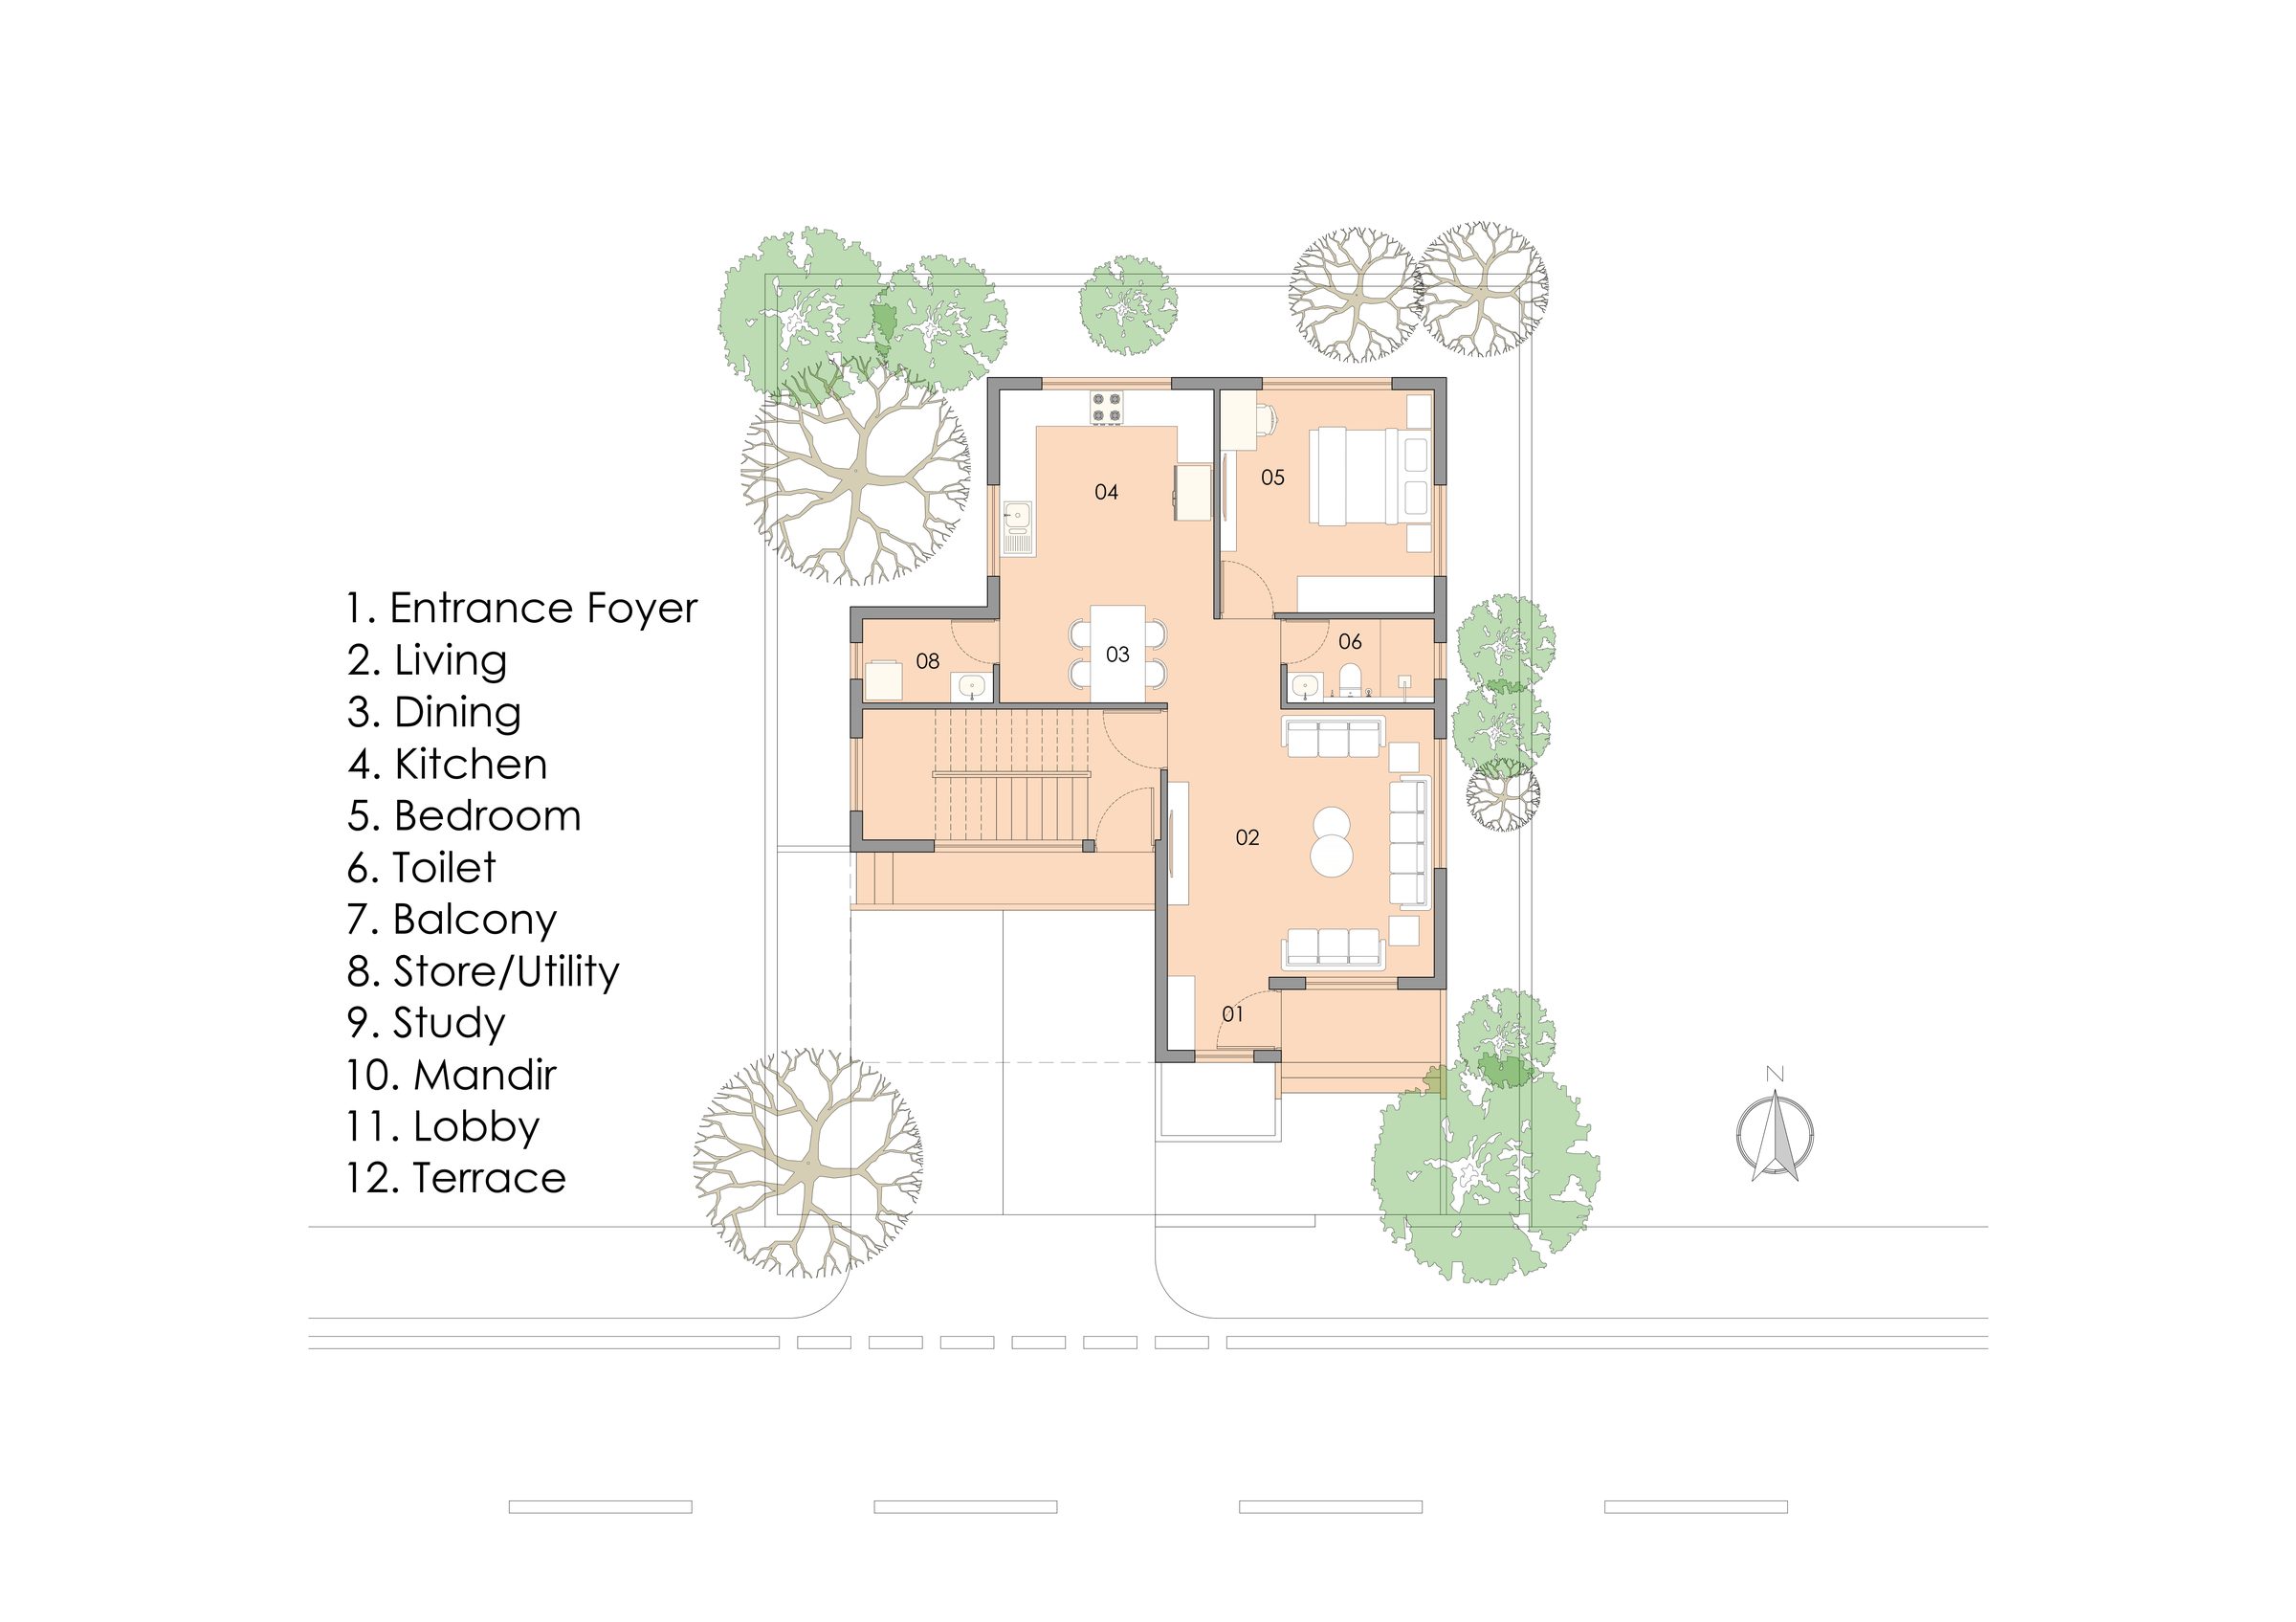 1. Entrance Foyer
2. Living
3. Dining
4. Kitchen
5. Bedroom
6. Toilet
7. Balcony
8. Store/Utility
9. Study
10. Mandir
11. Lobby
12. Terrace
04
05
06
03
08
02
01
N